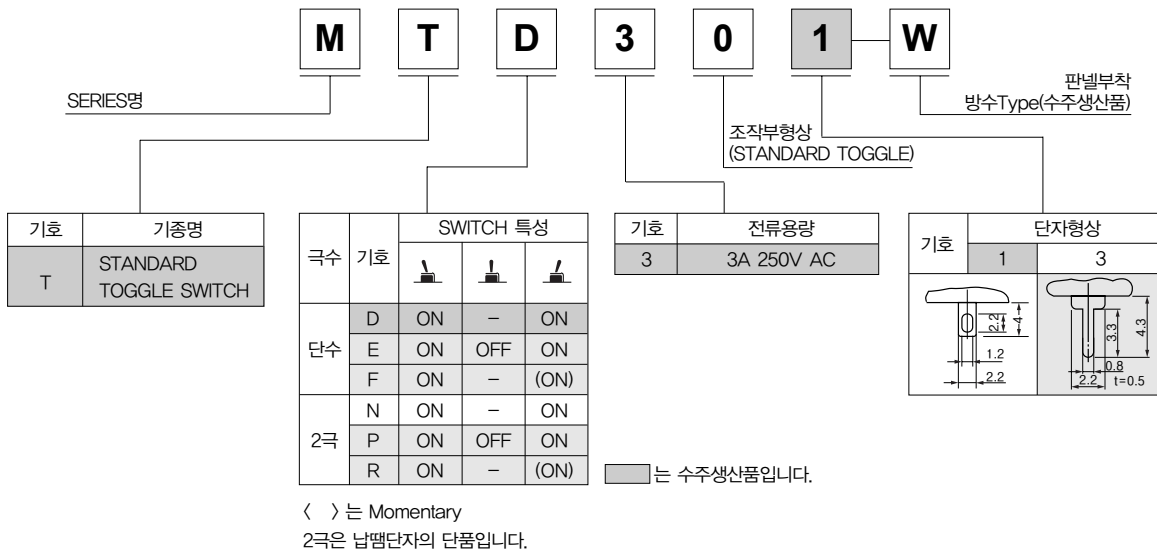 M T D 3 0 1 W
SERIES명
판넬부착
방수Type(수주생산품)
조작부형상
(STANDARD TOGGLE)
기호 기종명
T STANDARD
TOGGLE SWITCH
극수 기호 SWITCH 특성
단수 D ON – ON
E ON OFF ON
F ON – (ON)
2극 N ON – ON
P ON OFF ON
R ON – (ON)
기호 전류용량
3 3A 250V AC
기호 단자형상
1 3
2.2 4
1.2
2.2
3.3 4.3
0.8
2.2 t=0.5
는 수주생산품입니다.
〈 〉는 Momentary
2극은 납땜단자의 단품입니다.